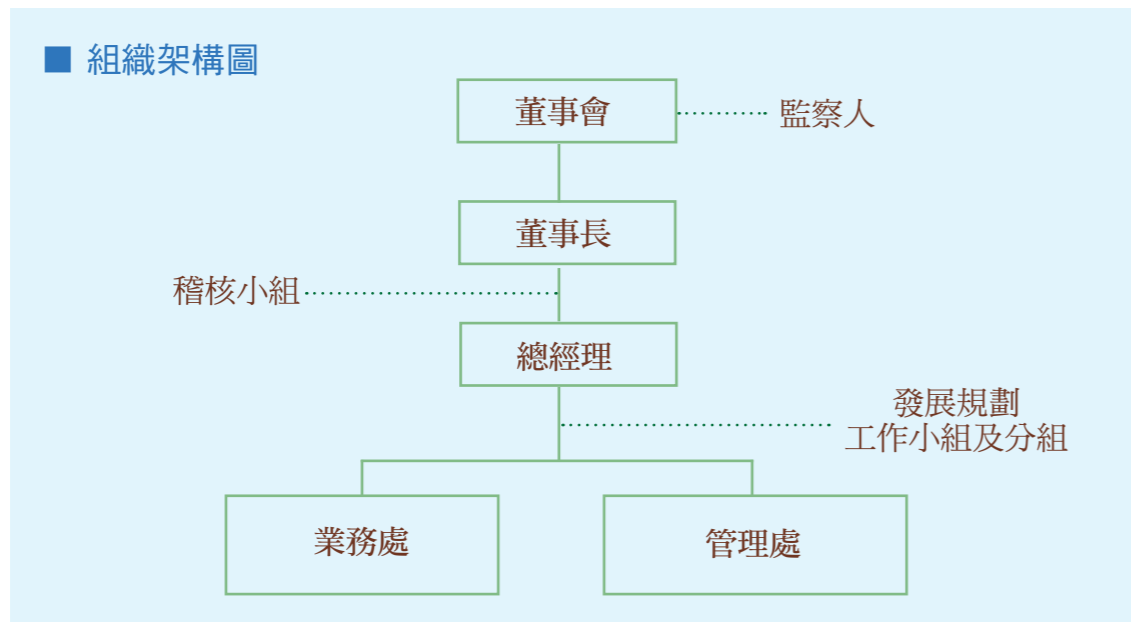 ■ 組織架構圖
董事會
監察人
董事長
稽核小組
總經理
發展規劃
工作小組及分組
業務處
管理處